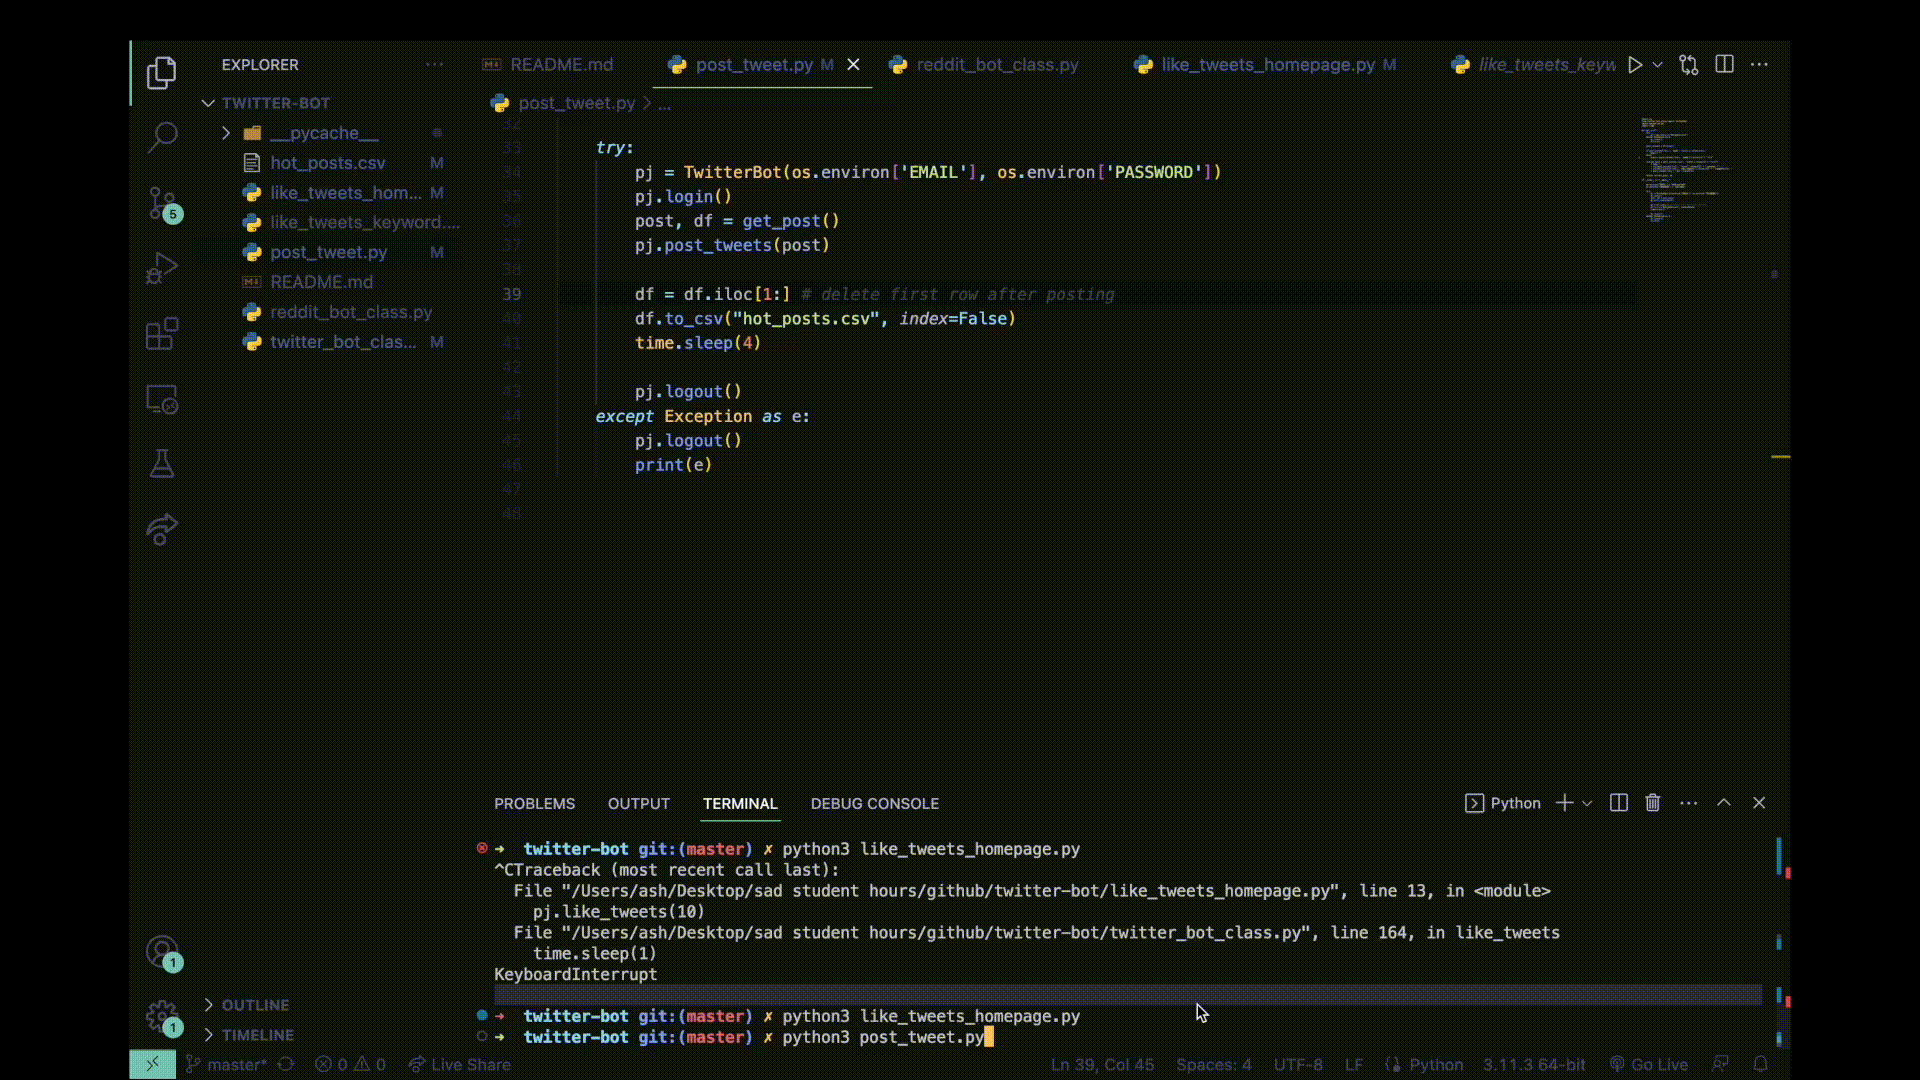 EXPLORER ...
README.md
post_tweet.py M
reddit_bot_class.py
like_tweets_homepage.py M
like_tweets_keyw
TWITTER-BOT
post_tweet.py > ...
__pycache__
hot_posts.csv M
like_tweets_hom... M
like_tweets_keyword....
post_tweet.py M
README.md
reddit_bot_class.py
twitter_bot_clas... M
5
32
33 try:
34 pj = TwitterBot(os.environ['EMAIL'], os.environ['PASSWORD'])
35 pj.login()
36 post, df = get_post()
37 pj.post_tweets(post)
38
39 df = df.iloc[1:] # delete first row after posting
40 df.to_csv("hot_posts.csv", index=False)
41 time.sleep(4)
42
43 pj.logout()
44 except Exception as e:
45 pj.logout()
46 print(e)
47
48
PROBLEMS OUTPUT TERMINAL DEBUG CONSOLE
Python
➜ twitter-bot git:(master) ✗ python3 like_tweets_homepage.py
^CTraceback (most recent call last):
File "/Users/ash/Desktop/sad student hours/github/twitter-bot/like_tweets_homepage.py", line 13, in <module>
pj.like_tweets(10)
File "/Users/ash/Desktop/sad student hours/github/twitter-bot/twitter_bot_class.py", line 164, in like_tweets
time.sleep(1)
KeyboardInterrupt
➜ twitter-bot git:(master) ✗ python3 like_tweets_homepage.py
➜ twitter-bot git:(master) ✗ python3 post_tweet.py
1
1
OUTLINE
TIMELINE
master* 0 0 Live Share
Ln 39, Col 45 Spaces: 4 UTF-8 LF Python 3.11.3 64-bit Go Live